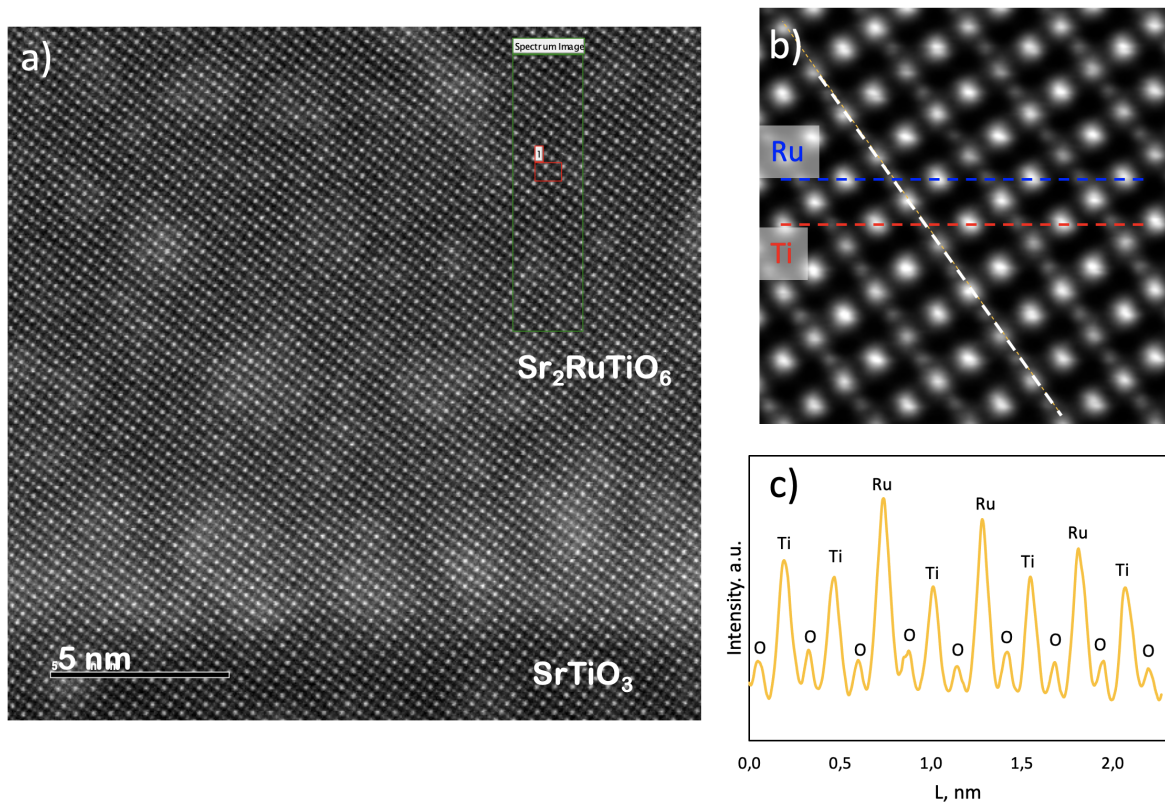 a)
Spectrum Image
1
Sr₂RuTiO₆
5 nm
SrTiO₃
b)
Ru
Ti
c)
Intensity. a.u.
O Ti O Ti O Ru O Ti O Ru O Ti O Ru O Ti O
0,0 0,5 1,0 1,5 2,0
L, nm